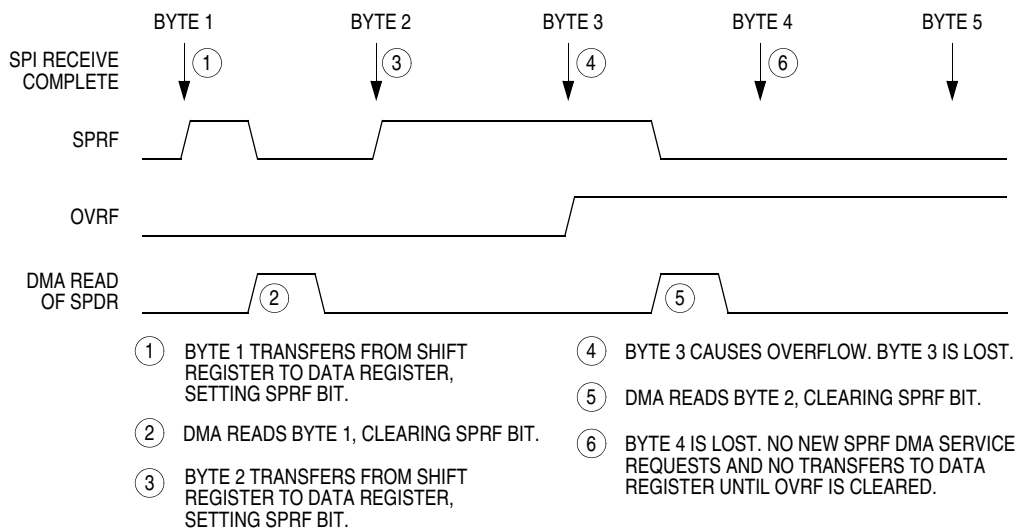 BYTE 1 BYTE 2 BYTE 3 BYTE 4 BYTE 5
SPI RECEIVE
COMPLETE
1 3 4 6
SPRF
OVRF
DMA READ
OF SPDR
2 5
1 BYTE 1 TRANSFERS FROM SHIFT
REGISTER TO DATA REGISTER,
SETTING SPRF BIT.
2 DMA READS BYTE 1, CLEARING SPRF BIT.
3 BYTE 2 TRANSFERS FROM SHIFT
REGISTER TO DATA REGISTER,
SETTING SPRF BIT.
4 BYTE 3 CAUSES OVERFLOW. BYTE 3 IS LOST.
5 DMA READS BYTE 2, CLEARING SPRF BIT.
6 BYTE 4 IS LOST. NO NEW SPRF DMA SERVICE
REQUESTS AND NO TRANSFERS TO DATA
REGISTER UNTIL OVRF IS CLEARED.